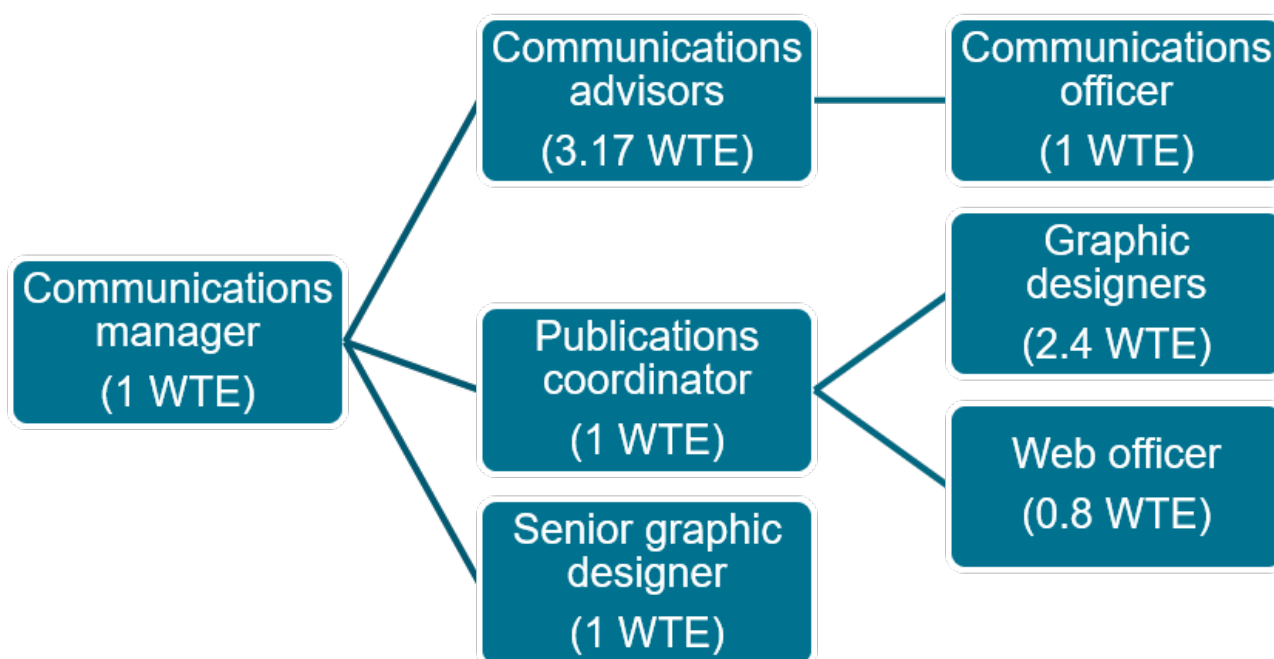 Communications
manager
(1 WTE)
Communications
advisors
(3.17 WTE)
Communications
officer
(1 WTE)
Publications
coordinator
(1 WTE)
Graphic
designers
(2.4 WTE)
Web officer
(0.8 WTE)
Senior graphic
designer
(1 WTE)